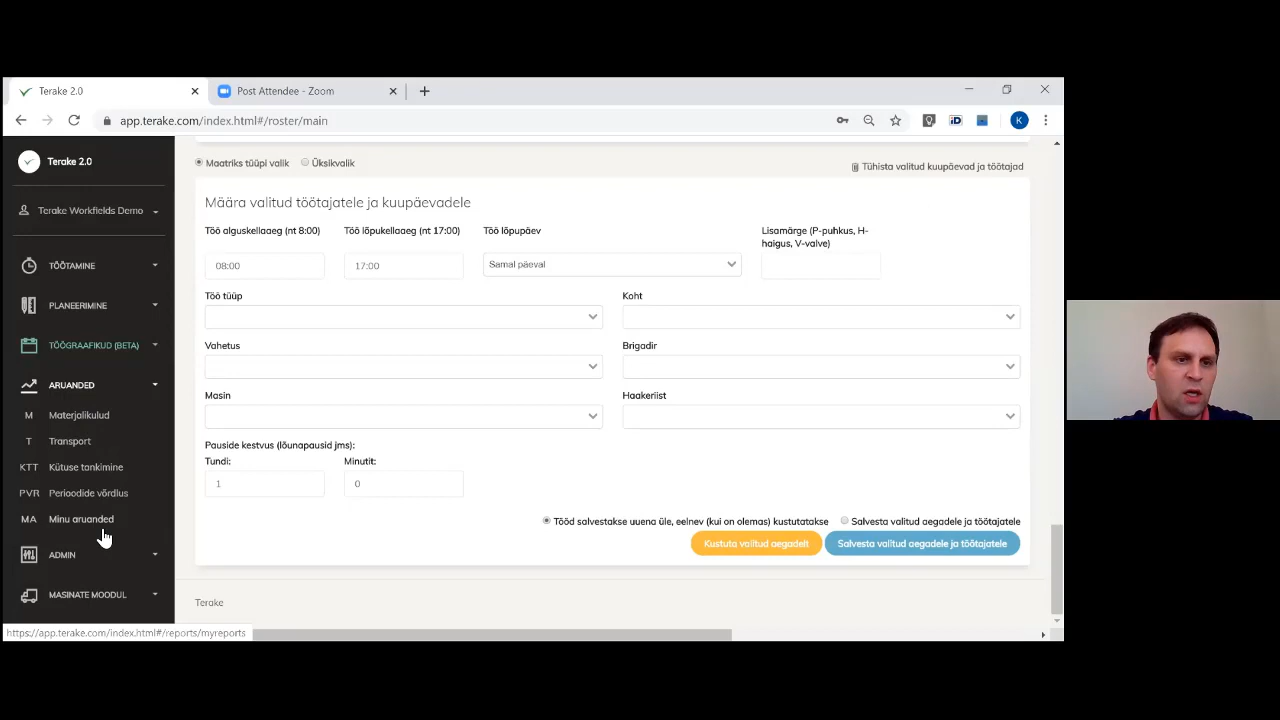 Terake 2.0
Post Attendee - Zoom
app.terake.com/index.html#/roster/main
K
Terake 2.0
Terake Workfields Demo
TÖÖTAMINE
PLANEERIMINE
TÖÖGRAAFIKUD (BETA)
ARUANDED
M Materjalikulud
T Transport
KTT Kütuse tankimine
PVR Perioodide võrdlus
MA Minu aruanded
ADMIN
MASINATE MOODUL
https://app.terake.com/index.html#/reports/myreports
Maatriks tüüpi valik Üksikvalik
Tühista valitud kuupäevad ja töötajad
Määra valitud töötajatele ja kuupäevadele
Töö alguskellaaeg (nt 8:00) Töö lõpukellaaeg (nt 17:00) Töö lõpupäev Lisamärge (P-puhkus, H-
haigus, V-valve)
08:00 17:00 Samal päeval
Töö tüüp Koht
Vahetus Brigadir
Masin Haakeriist
Pauside kestvus (lõunapausid jms):
Tundi: Minutit:
1 0
Tööd salvestakse uuena üle, eelnev (kui on olemas) kustutatakse Salvesta valitud aegadele ja töötajatele
Kustuta valitud aegadelt Salvesta valitud aegadele ja töötajatele
Terake